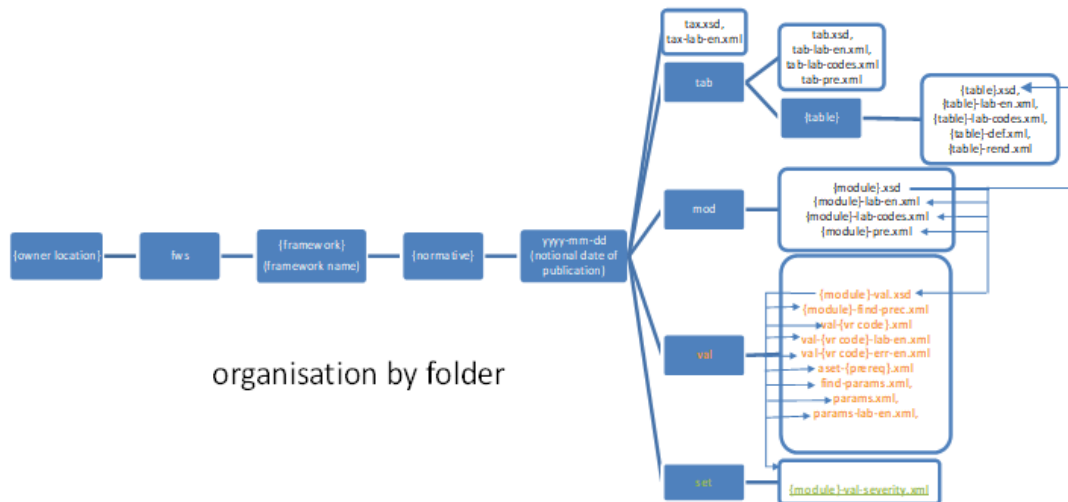 tax.xsd,
tax-lab-en.xml
tab.xsd,
tab-lab-en.xml,
tab-lab-codes.xml
tab-pre.xml
tab
{table}
{table}.xsd,
{table}-lab-en.xml,
{table}-lab-codes.xml,
{table}-def.xml,
{table}-rend.xml
mod
{module}.xsd
{module}-lab-en.xml
{module}-lab-codes.xml
{module}-pre.xml
{owner location}
fws
{framework}
(framework name)
{normative}
yyyy-mm-dd
(notional date of
publication)
val
{module}-val.xsd
{module}-find-prec.xml
val-{vr code}.xml
val-{vr code}-lab-en.xml
val-{vr code}-err-en.xml
aset-{prereq}.xml
find-params.xml,
params.xml,
params-lab-en.xml,
organisation by folder
set
{module}-val-severity.xml